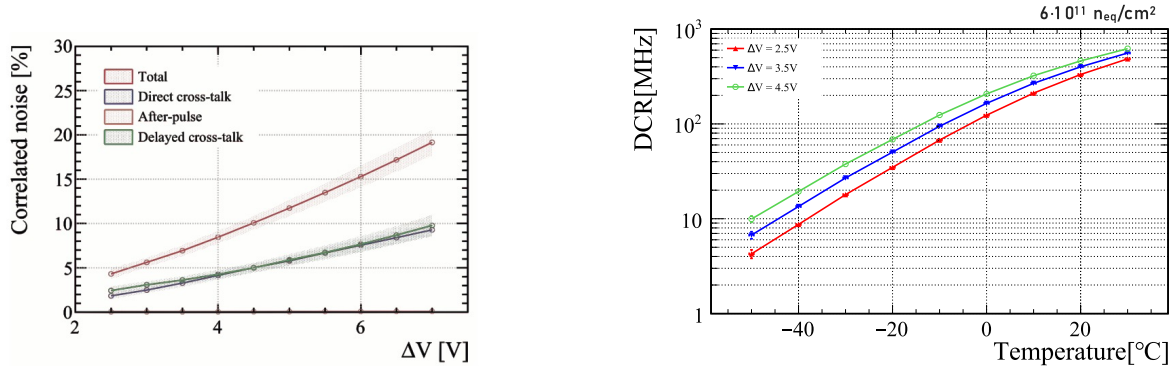 6·10¹¹ n_eq/cm²
Correlated noise [%]
30
25
20
15
10
5
0
Total
Direct cross-talk
After-pulse
Delayed cross-talk
2
4
6
ΔV [V]
DCR[MHz]
10³
10²
10
1
ΔV = 2.5V
ΔV = 3.5V
ΔV = 4.5V
−40
−20
0
20
Temperature[°C]